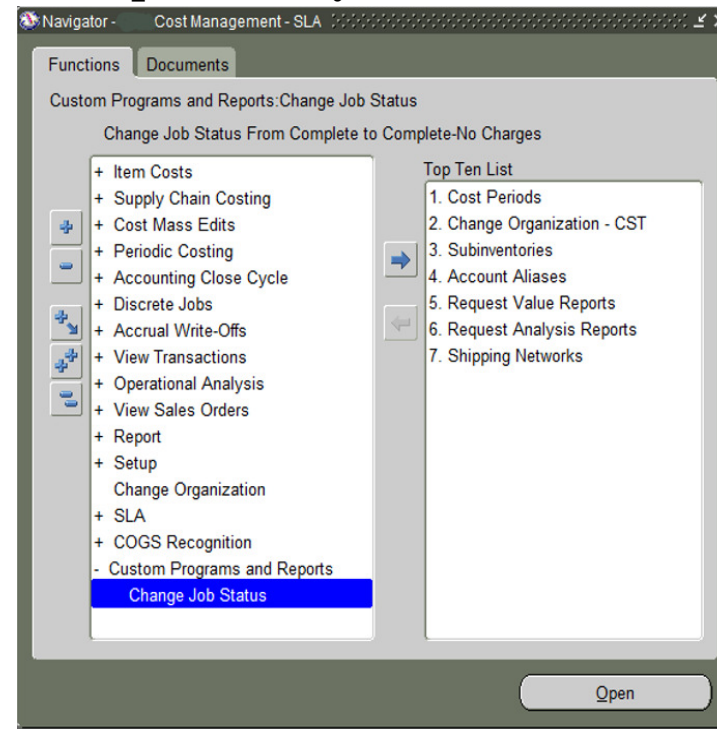 Navigator - Cost Management - SLA
Functions Documents
Custom Programs and Reports:Change Job Status
Change Job Status From Complete to Complete-No Charges
+ Item Costs
+ Supply Chain Costing
+ Cost Mass Edits
+ Periodic Costing
+ Accounting Close Cycle
+ Discrete Jobs
+ Accrual Write-Offs
+ View Transactions
+ Operational Analysis
+ View Sales Orders
+ Report
+ Setup
Change Organization
+ SLA
+ COGS Recognition
- Custom Programs and Reports
Change Job Status
Top Ten List
1. Cost Periods
2. Change Organization - CST
3. Subinventories
4. Account Aliases
5. Request Value Reports
6. Request Analysis Reports
7. Shipping Networks
Open